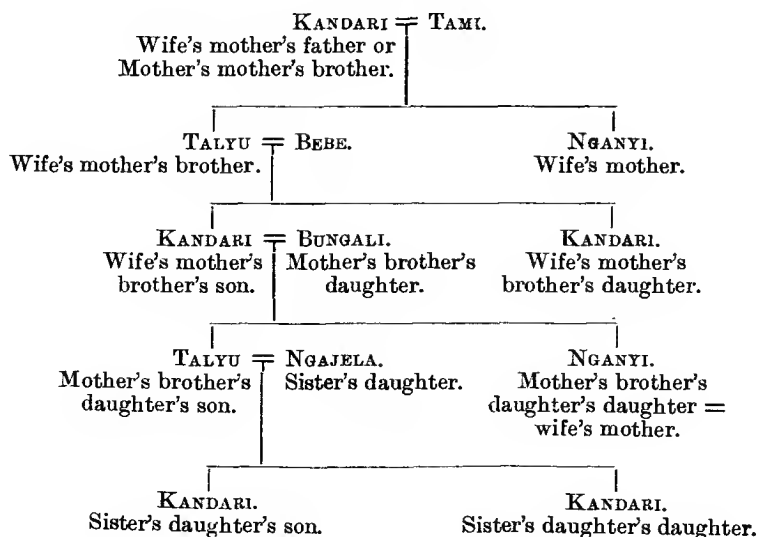 KANDARI = TAMI.
Wife's mother's father or
Mother's mother's brother.
TALYU = BEBE.
Wife's mother's brother.
NGANYI.
Wife's mother.
KANDARI = BUNGALI.
Wife's mother's
brother's son.
Mother's brother's
daughter.
KANDARI.
Wife's mother's
brother's daughter.
TALYU = NGAJELA.
Mother's brother's
daughter's son.
Sister's daughter.
NGANYI.
Mother's brother's
daughter's daughter =
wife's mother.
KANDARI.
Sister's daughter's son.
KANDARI.
Sister's daughter's daughter.